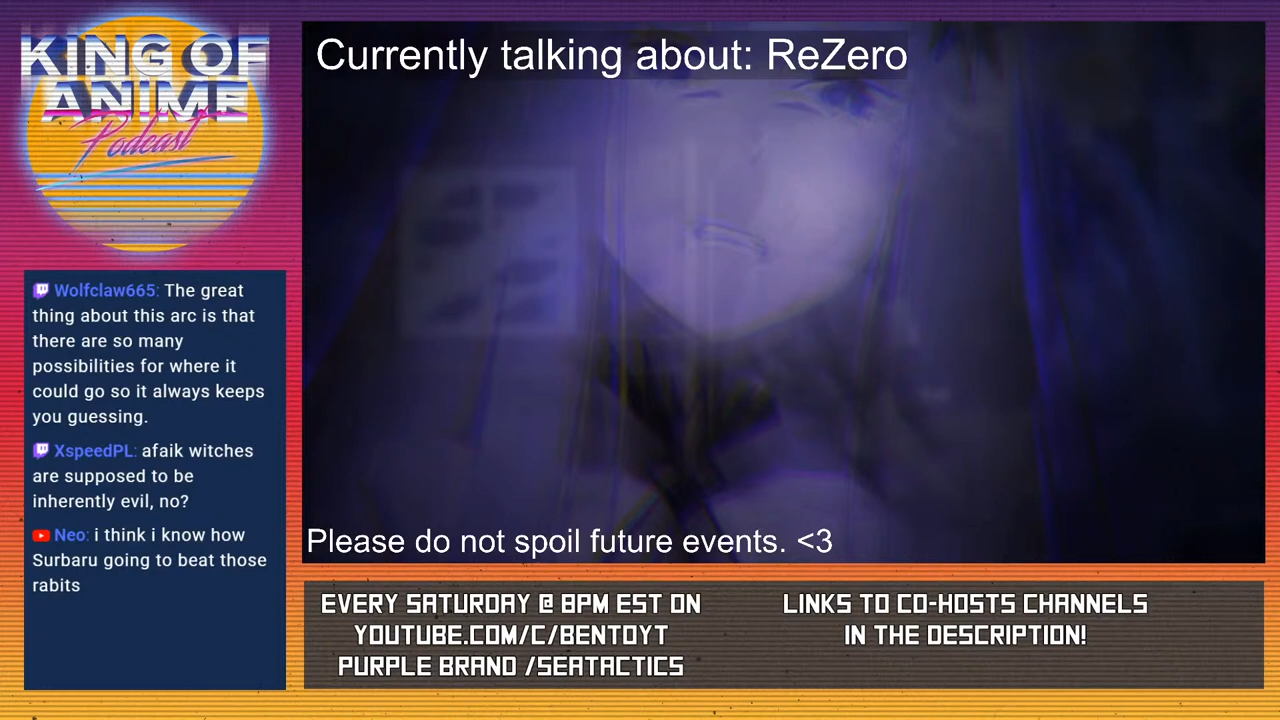 KING OF
ANIME
Podcast
Currently talking about: ReZero
Wolfclaw665: The great
thing about this arc is that
there are so many
possibilities for where it
could go so it always keeps
you guessing.
XspeedPL: afaik witches
are supposed to be
inherently evil, no?
Neo: i think i know how
Surbaru going to beat those
rabits
Please do not spoil future events. <3
EVERY SATURDAY @ 8PM EST ON
YOUTUBE.COM/C/BENTOYT
PURPLE BRAND /SEATACTICS
LINKS TO CO-HOSTS CHANNELS
IN THE DESCRIPTION!